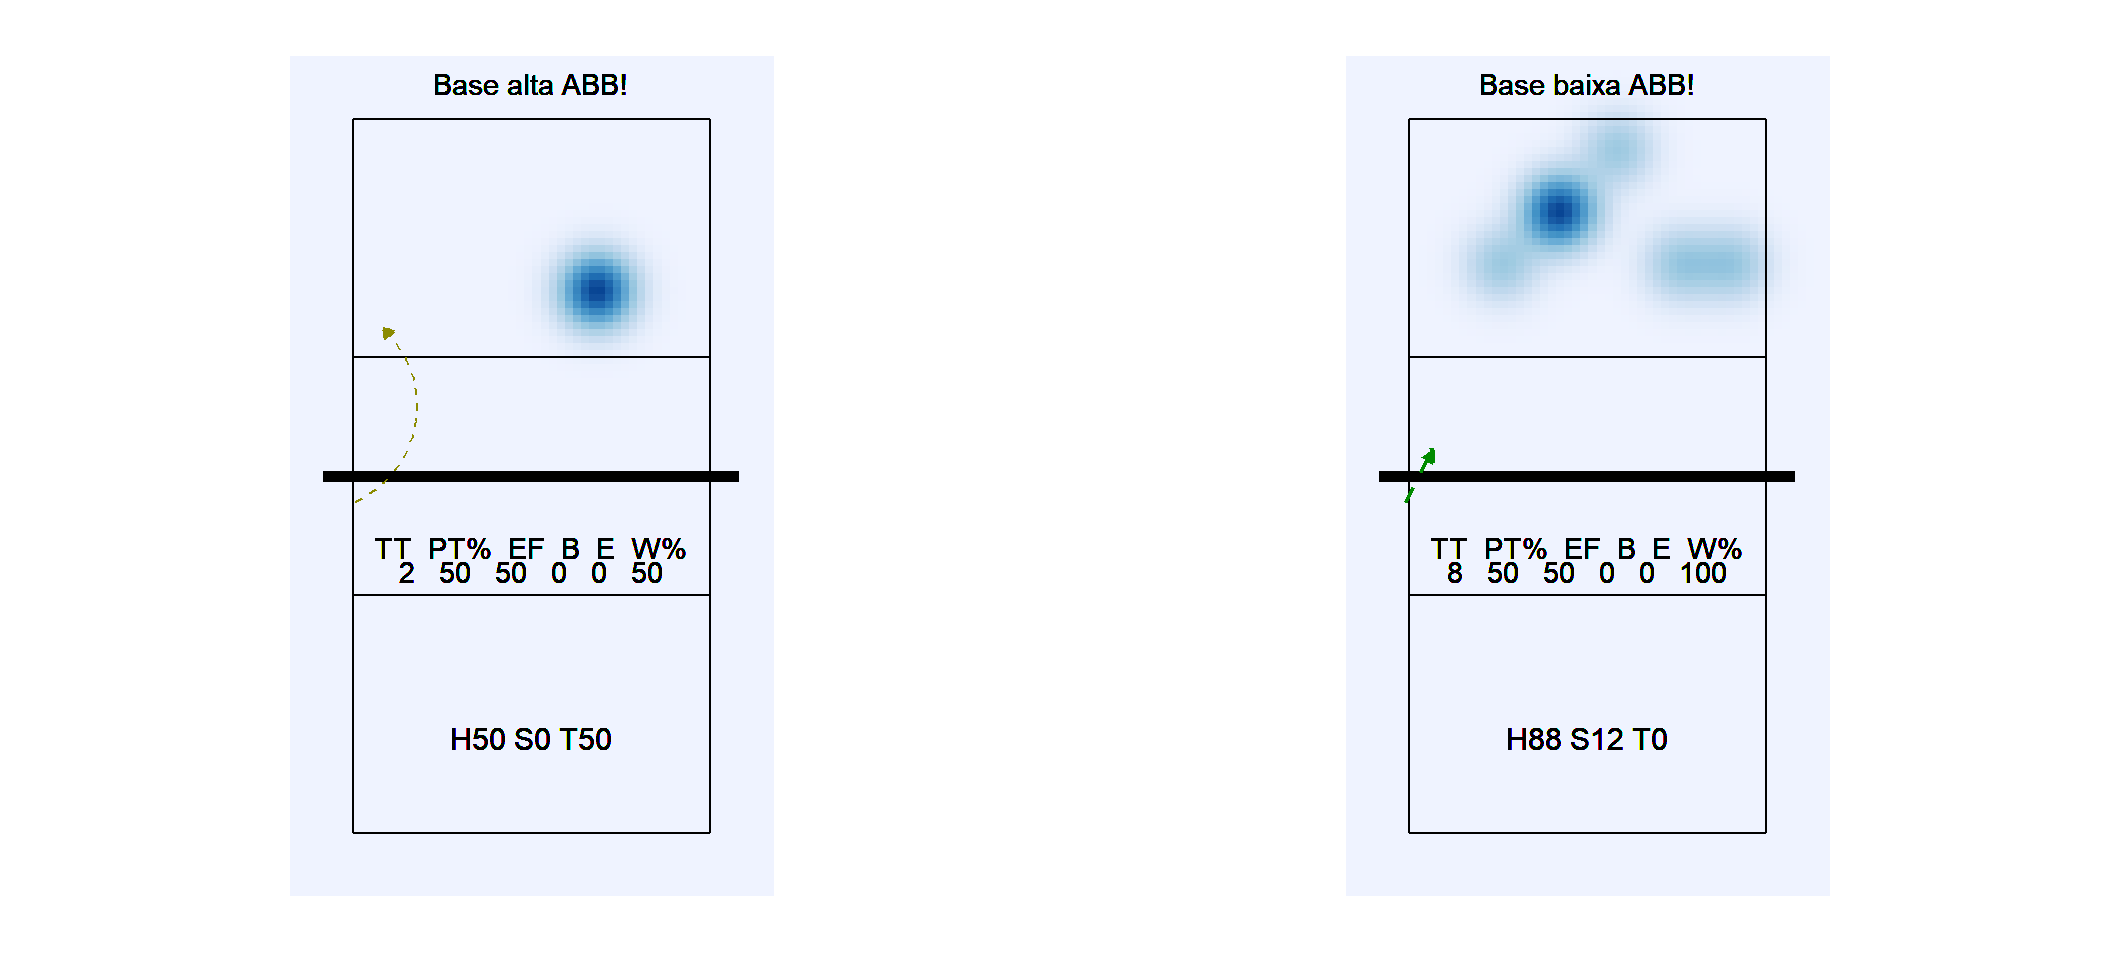 Base alta ABB!
TT PT% EF B E W%
2 50 50 0 0 50
H50 S0 T50
Base baixa ABB!
TT PT% EF B E W%
8 50 50 0 0 100
H88 S12 T0